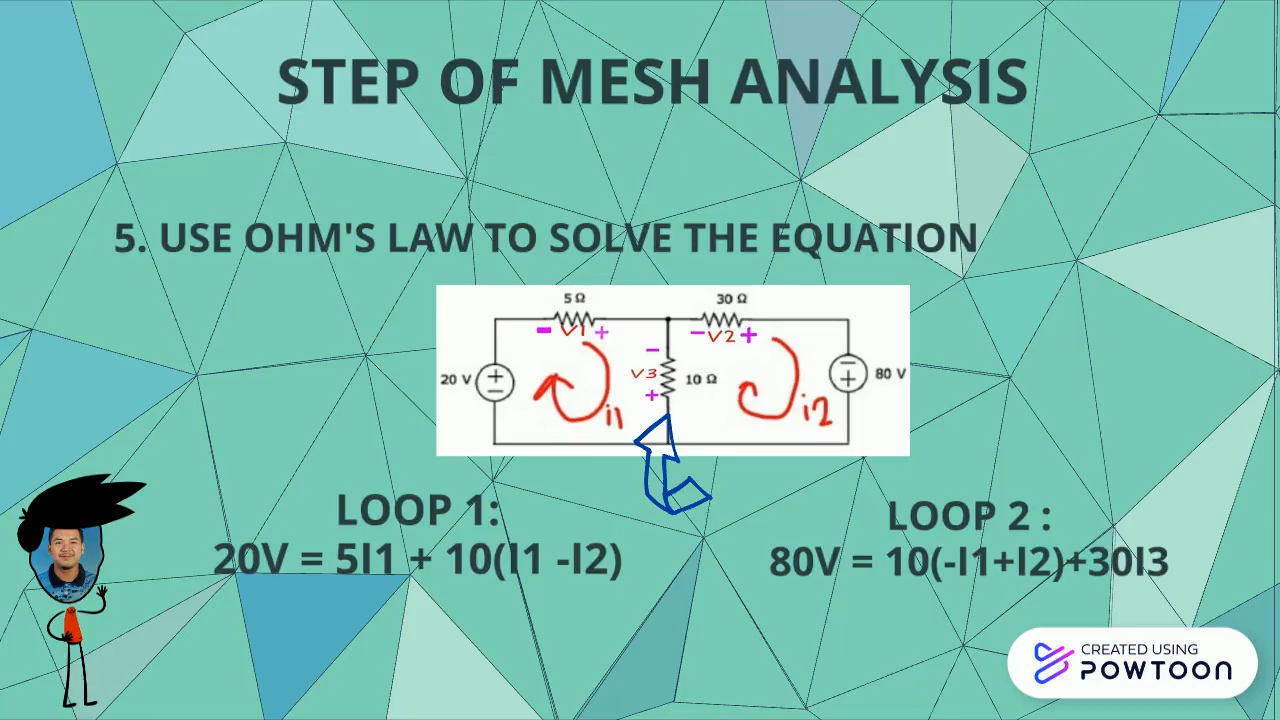 STEP OF MESH ANALYSIS
5. USE OHM'S LAW TO SOLVE THE EQUATION
5 Ω 30 Ω
- V1 + - V2 +
-
20 V V3 10 Ω 80 V
+
i1 i2
LOOP 1:
20V = 5I1 + 10(I1 -I2)
LOOP 2 :
80V = 10(-I1+I2)+30I3
CREATED USING
POWTOON